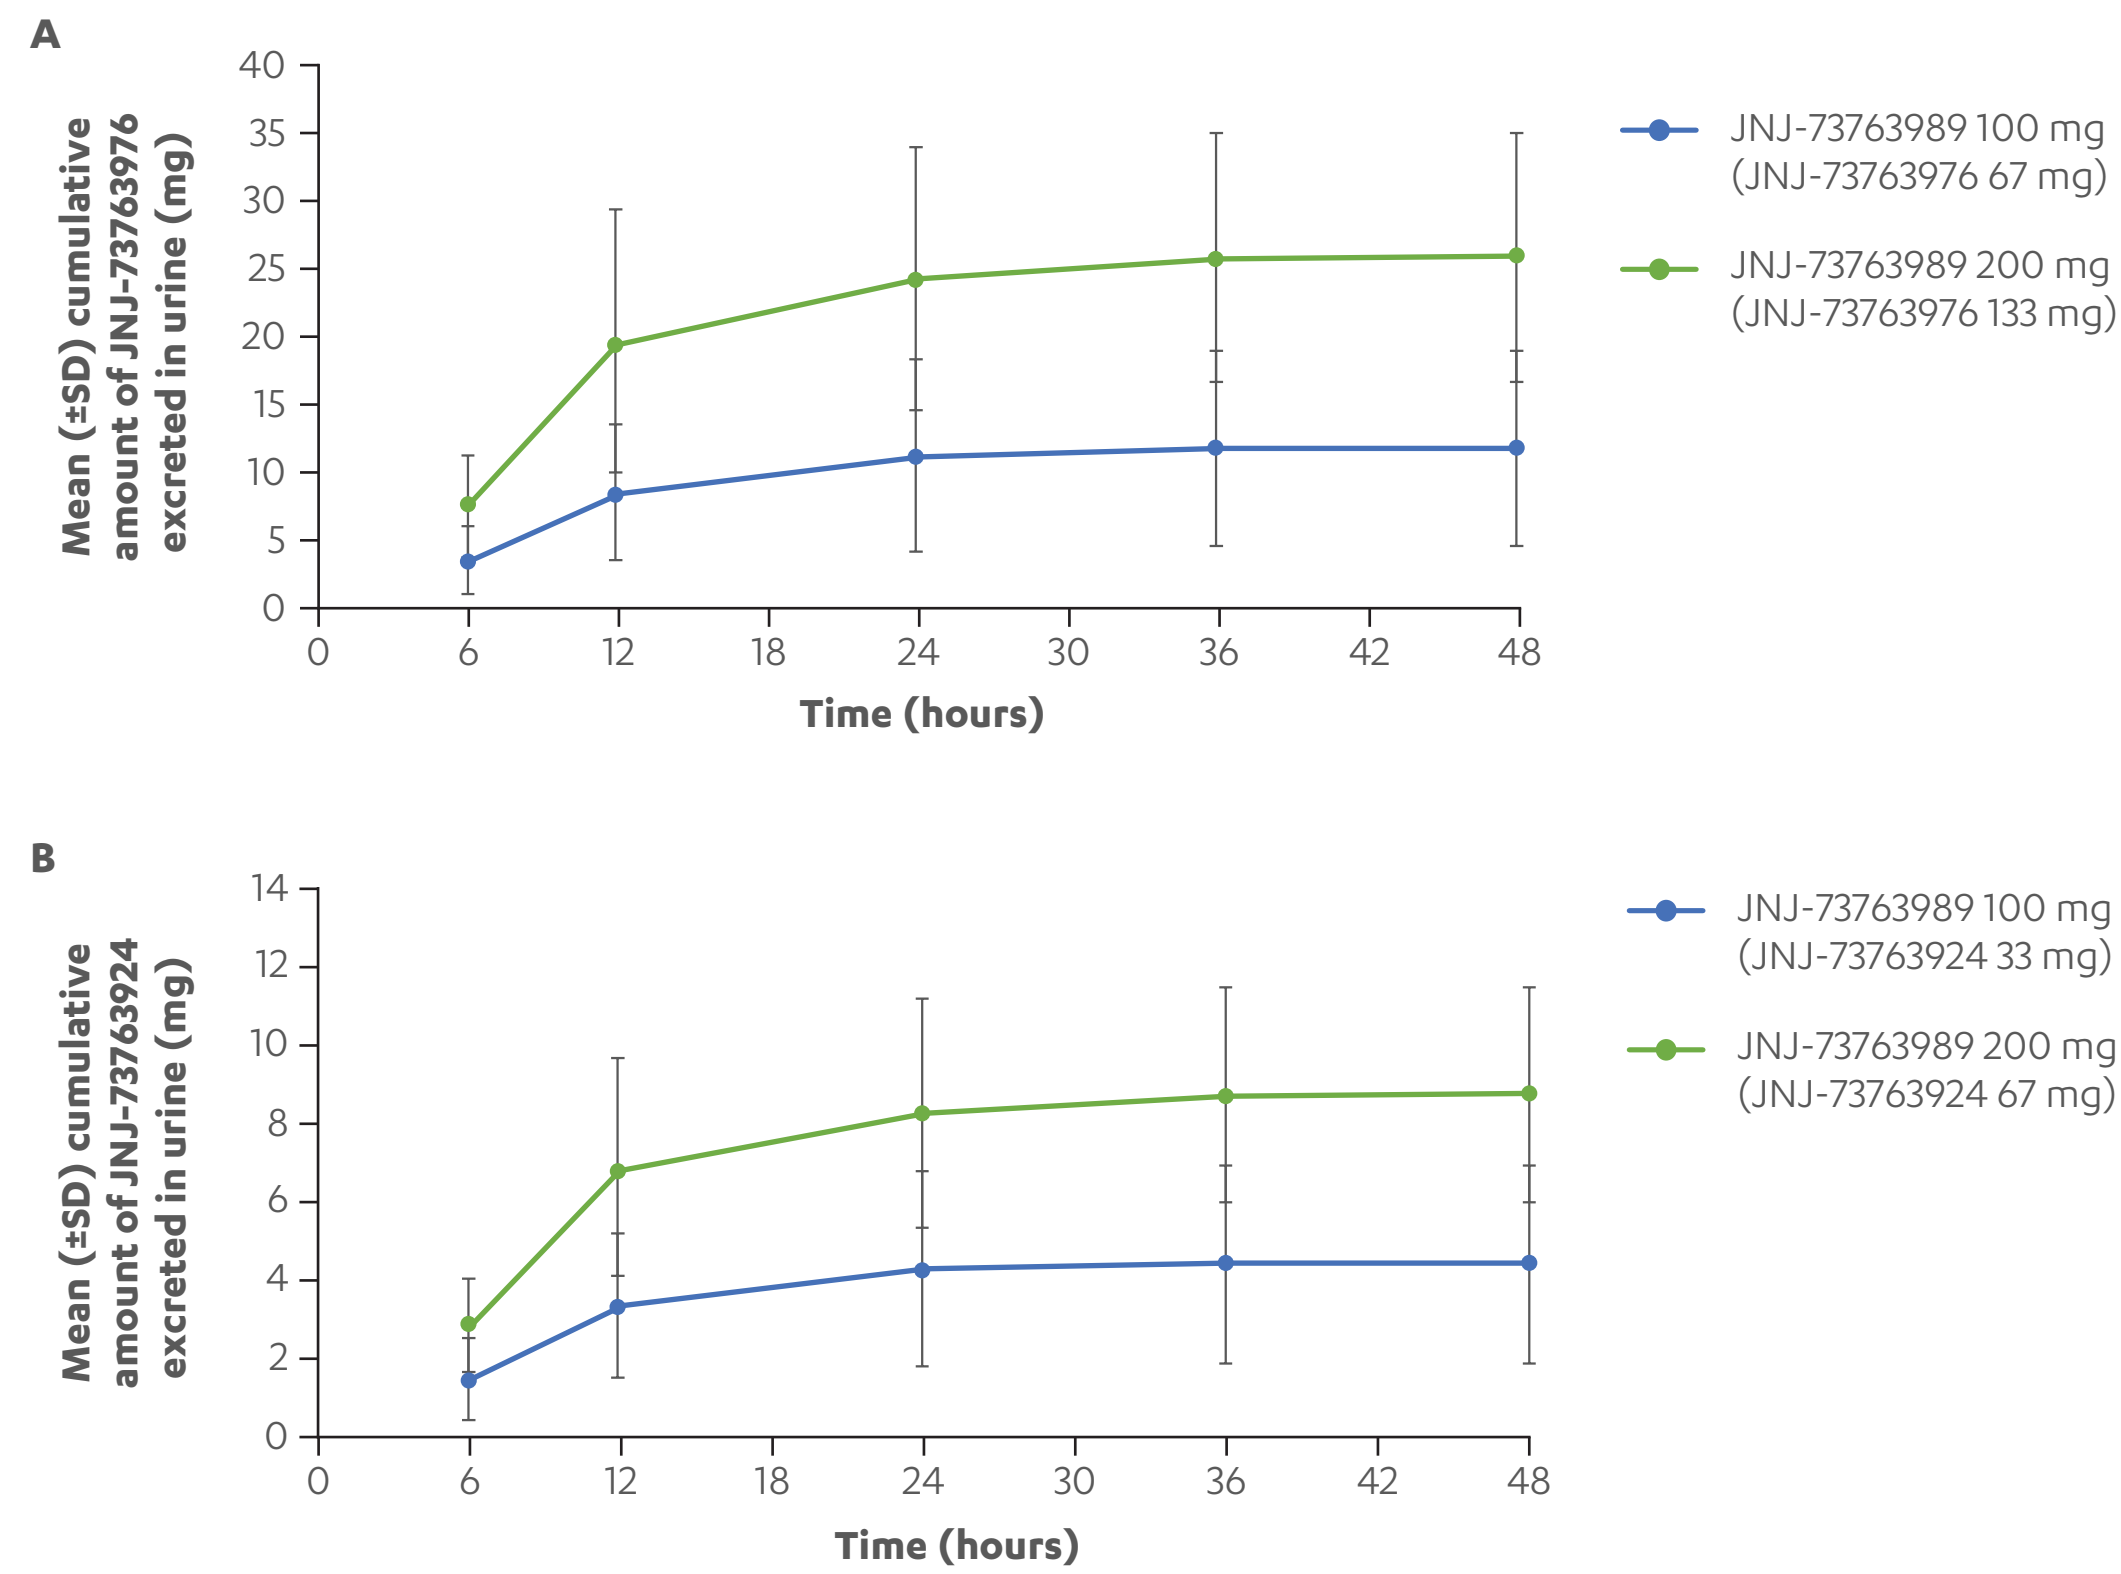 A
Mean (±SD) cumulative
amount of JNJ-73763976
excreted in urine (mg)
40
35
30
25
20
15
10
5
0
0 6 12 18 24 30 36 42 48
Time (hours)
JNJ-73763989 100 mg
(JNJ-73763976 67 mg)
JNJ-73763989 200 mg
(JNJ-73763976 133 mg)
B
Mean (±SD) cumulative
amount of JNJ-73763924
excreted in urine (mg)
14
12
10
8
6
4
2
0
0 6 12 18 24 30 36 42 48
Time (hours)
JNJ-73763989 100 mg
(JNJ-73763924 33 mg)
JNJ-73763989 200 mg
(JNJ-73763924 67 mg)